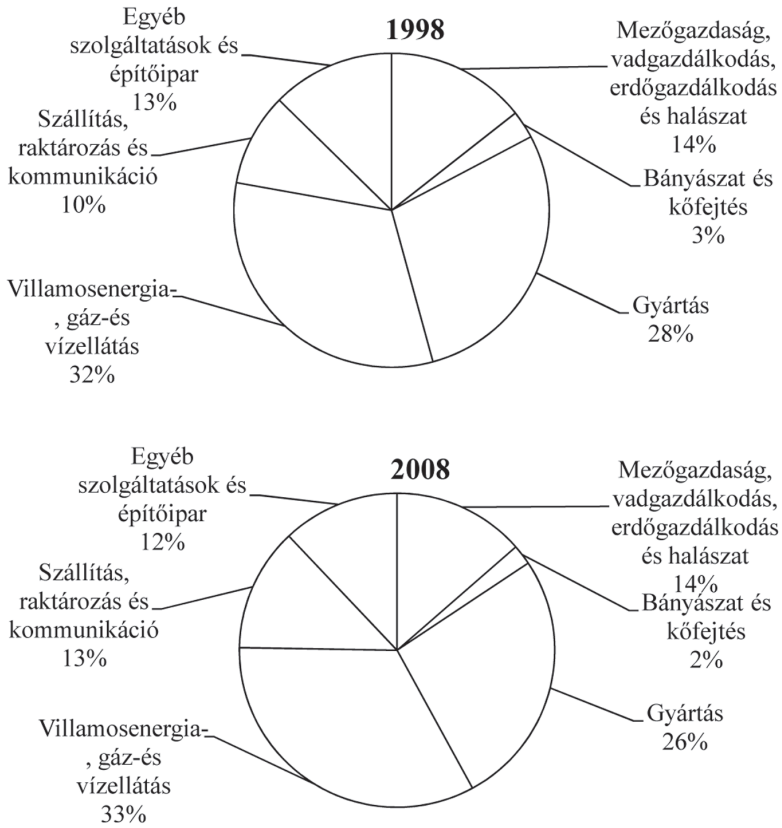 1998
Egyéb
szolgáltatások és
építőipar
13%
Szállítás,
raktározás és
kommunikáció
10%
Villamosenergia-
, gáz-és
vízellátás
32%
Mezőgazdaság,
vadgazdálkodás,
erdőgazdálkodás
és halászat
14%
Bányászat és
kőfejtés
3%
Gyártás
28%
2008
Egyéb
szolgáltatások és
építőipar
12%
Szállítás,
raktározás és
kommunikáció
13%
Villamosenergia-
, gáz-és
vízellátás
33%
Mezőgazdaság,
vadgazdálkodás,
erdőgazdálkodás
és halászat
14%
Bányászat és
kőfejtés
2%
Gyártás
26%